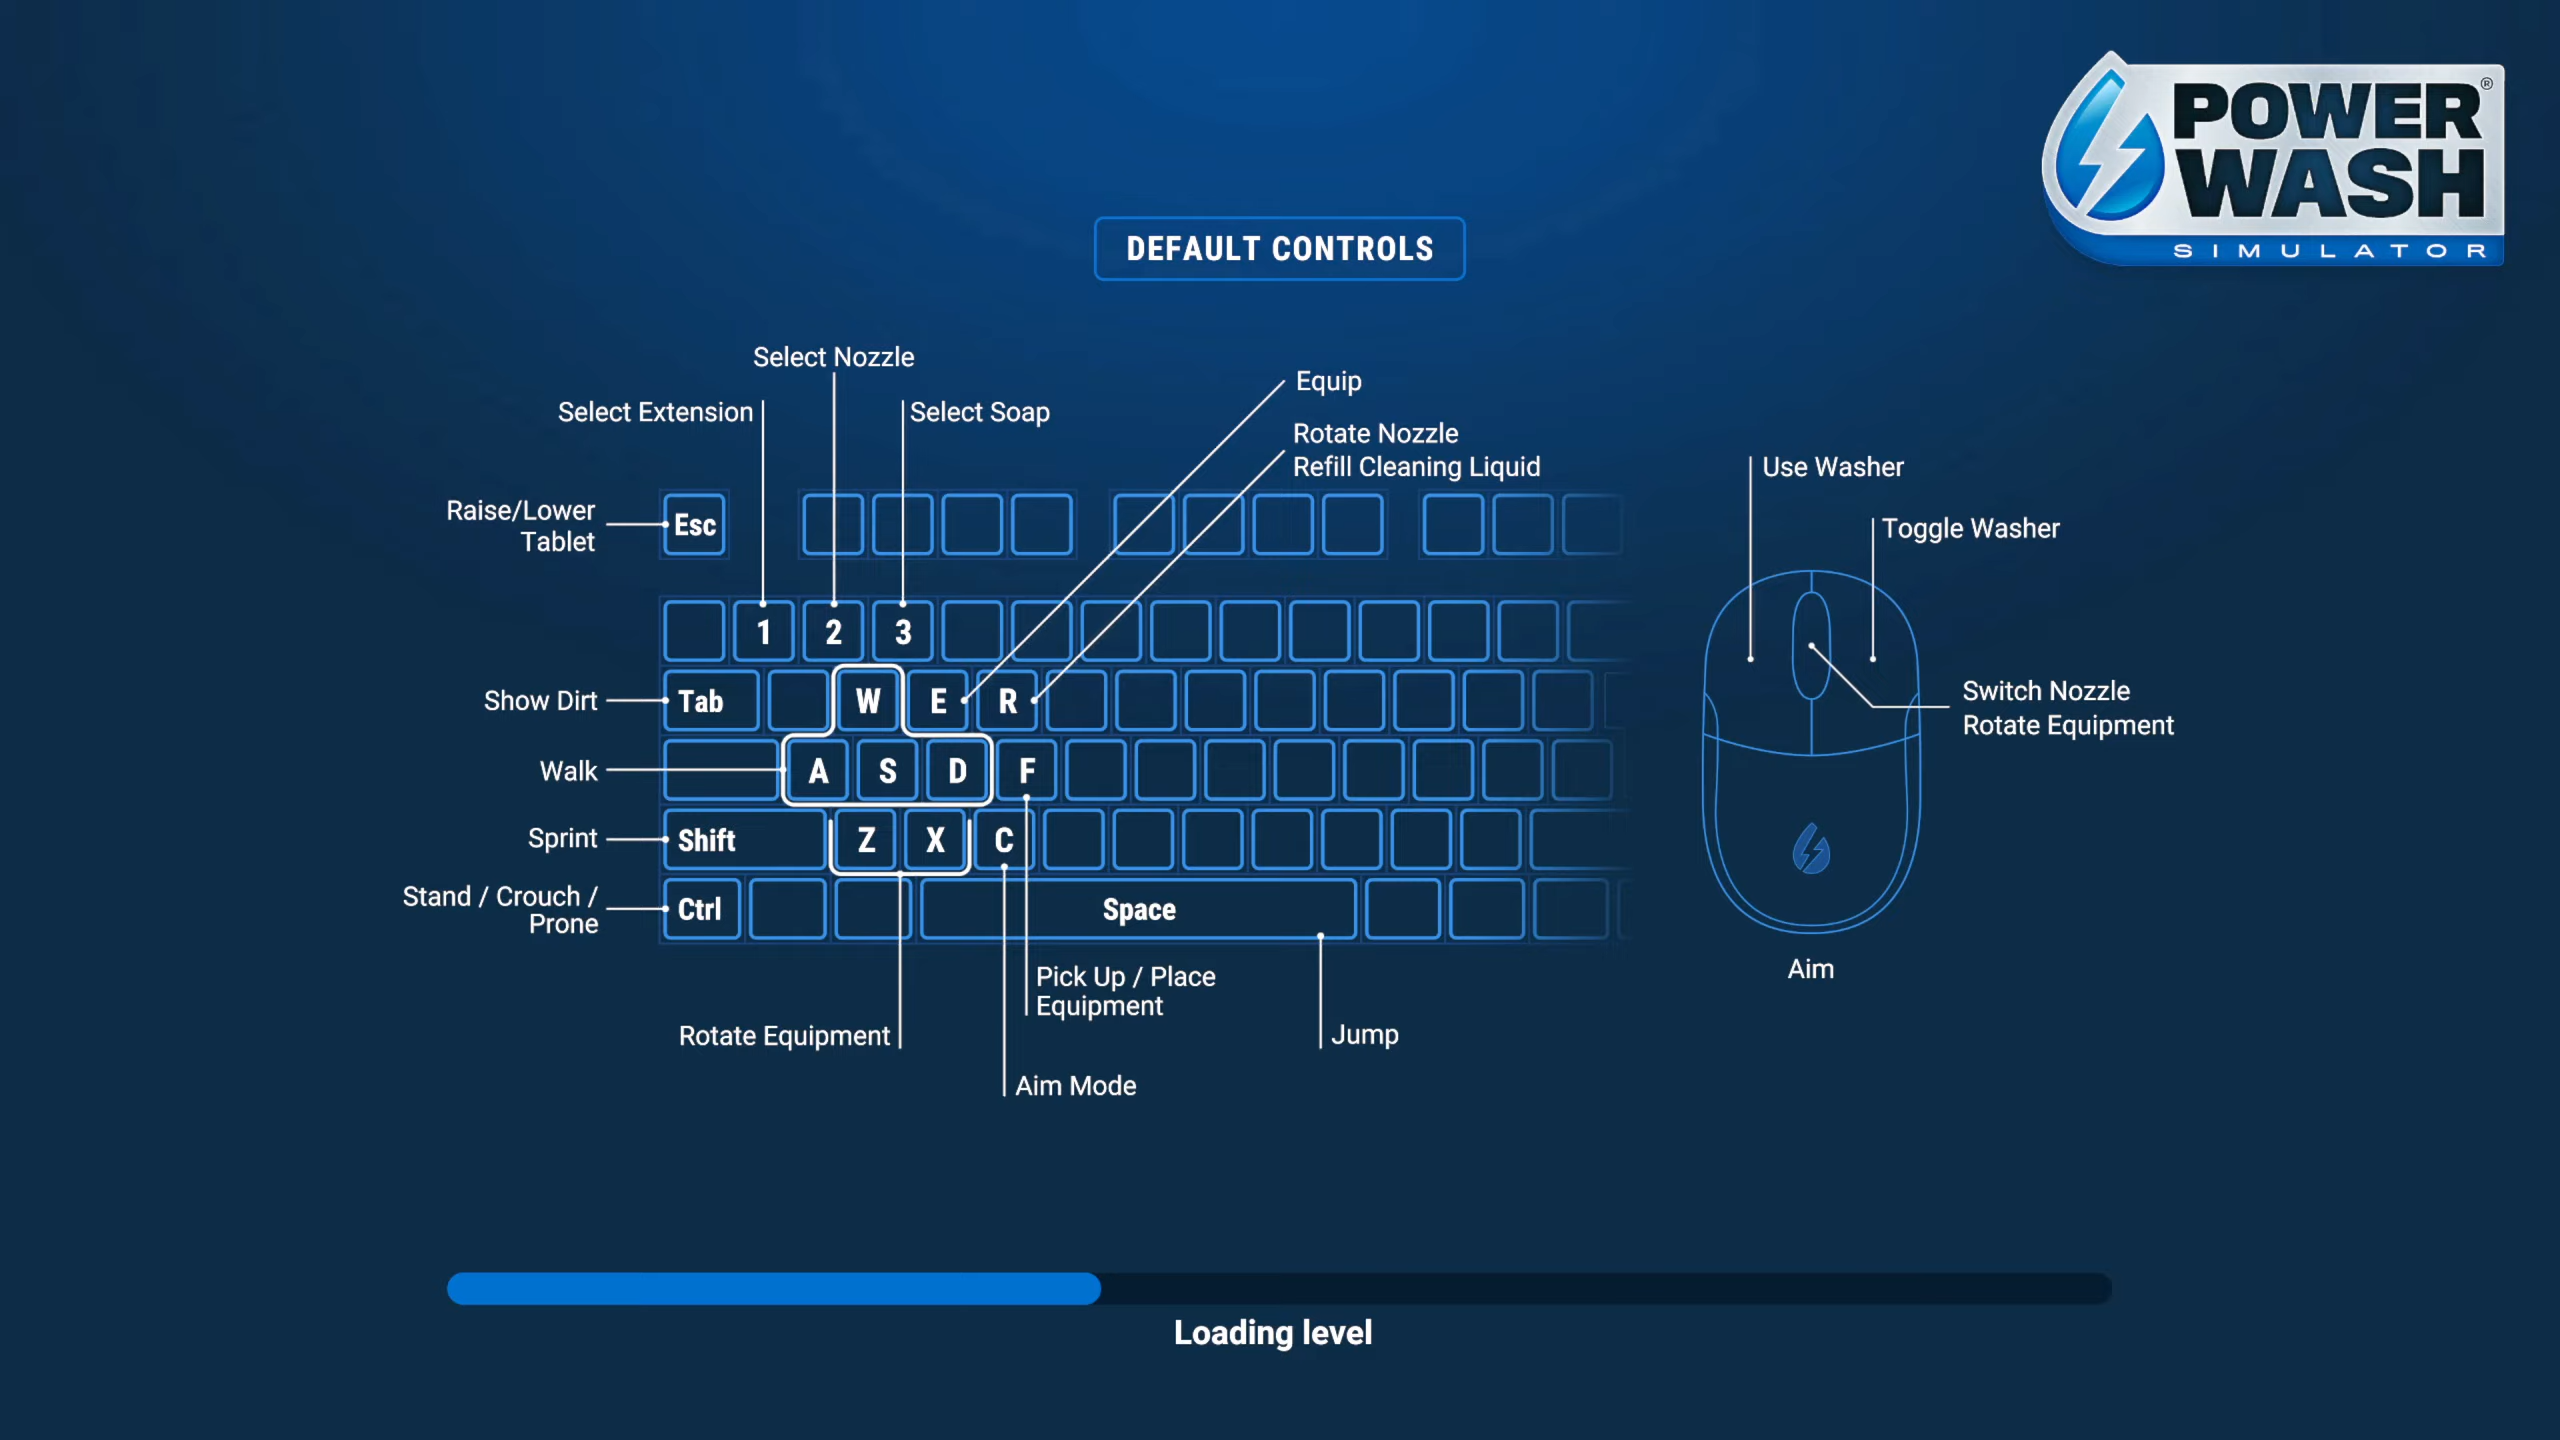 POWER®
WASH
SIMULATOR
DEFAULT CONTROLS
Select Nozzle
Select Extension
Select Soap
Equip
Rotate Nozzle
Refill Cleaning Liquid
Use Washer
Toggle Washer
Raise/Lower
Tablet
Esc
1 2 3
Show Dirt
Tab W E R
Switch Nozzle
Rotate Equipment
Walk
A S D F
Sprint
Shift Z X C
Stand / Crouch /
Prone
Ctrl Space
Pick Up / Place
Equipment
Rotate Equipment
Jump
Aim Mode
Aim
Loading level